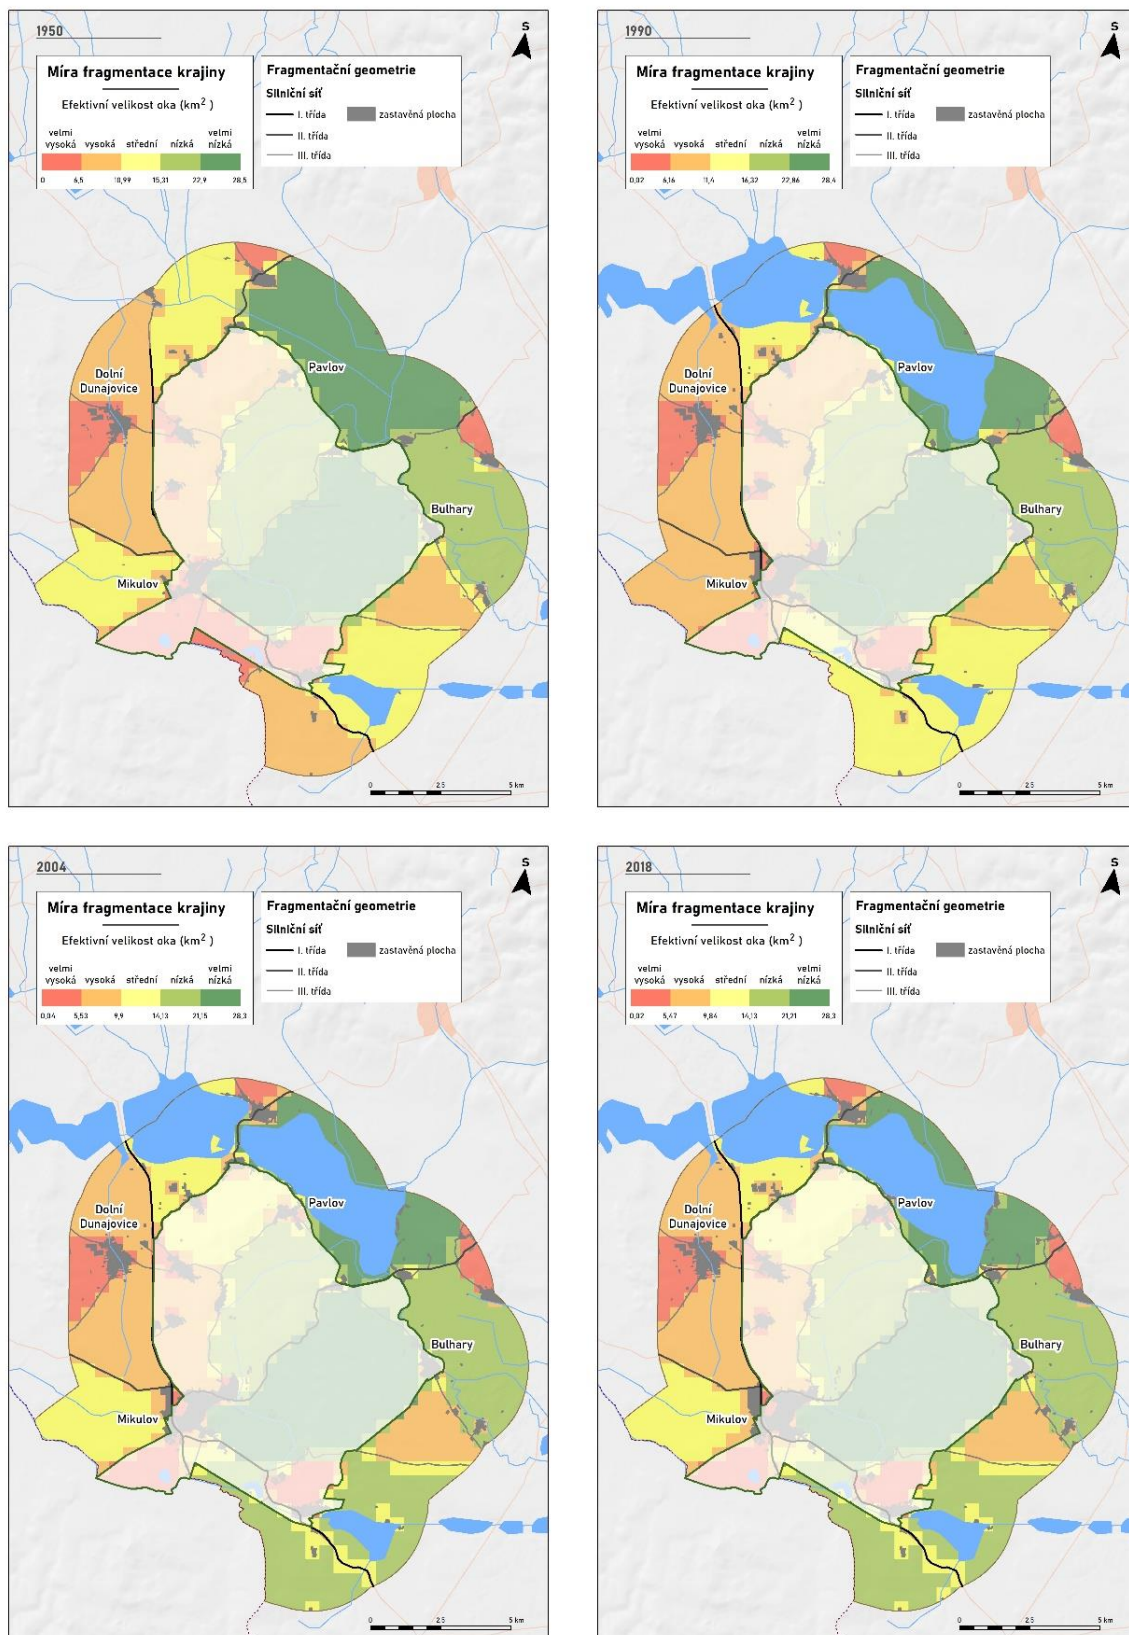 1950
S
Míra fragmentace krajiny
Efektivní velikost oka (km²)
velmi vysoká vysoká střední nízká velmi nízká
0 6,5 10,99 15,31 22,9 28,5
Fragmentační geometrie
Silniční síť
I. třída zastavěná plocha
II. třída
III. třída
Pavlov
Dolní
Dunajovice
Bulhary
Mikulov
0 2.5 5 km
1990
S
Míra fragmentace krajiny
Efektivní velikost oka (km²)
velmi vysoká vysoká střední nízká velmi nízká
0,02 6,16 11,4 16,32 22,86 28,4
Fragmentační geometrie
Silniční síť
I. třída zastavěná plocha
II. třída
III. třída
Pavlov
Dolní
Dunajovice
Bulhary
Mikulov
0 2.5 5 km
2004
S
Míra fragmentace krajiny
Efektivní velikost oka (km²)
velmi vysoká vysoká střední nízká velmi nízká
0,04 5,53 9,9 14,13 21,15 28,3
Fragmentační geometrie
Silniční síť
I. třída zastavěná plocha
II. třída
III. třída
Pavlov
Dolní
Dunajovice
Bulhary
Mikulov
0 2.5 5 km
2018
S
Míra fragmentace krajiny
Efektivní velikost oka (km²)
velmi vysoká vysoká střední nízká velmi nízká
0,02 5,47 9,84 14,13 21,21 28,3
Fragmentační geometrie
Silniční síť
I. třída zastavěná plocha
II. třída
III. třída
Pavlov
Dolní
Dunajovice
Bulhary
Mikulov
0 2.5 5 km